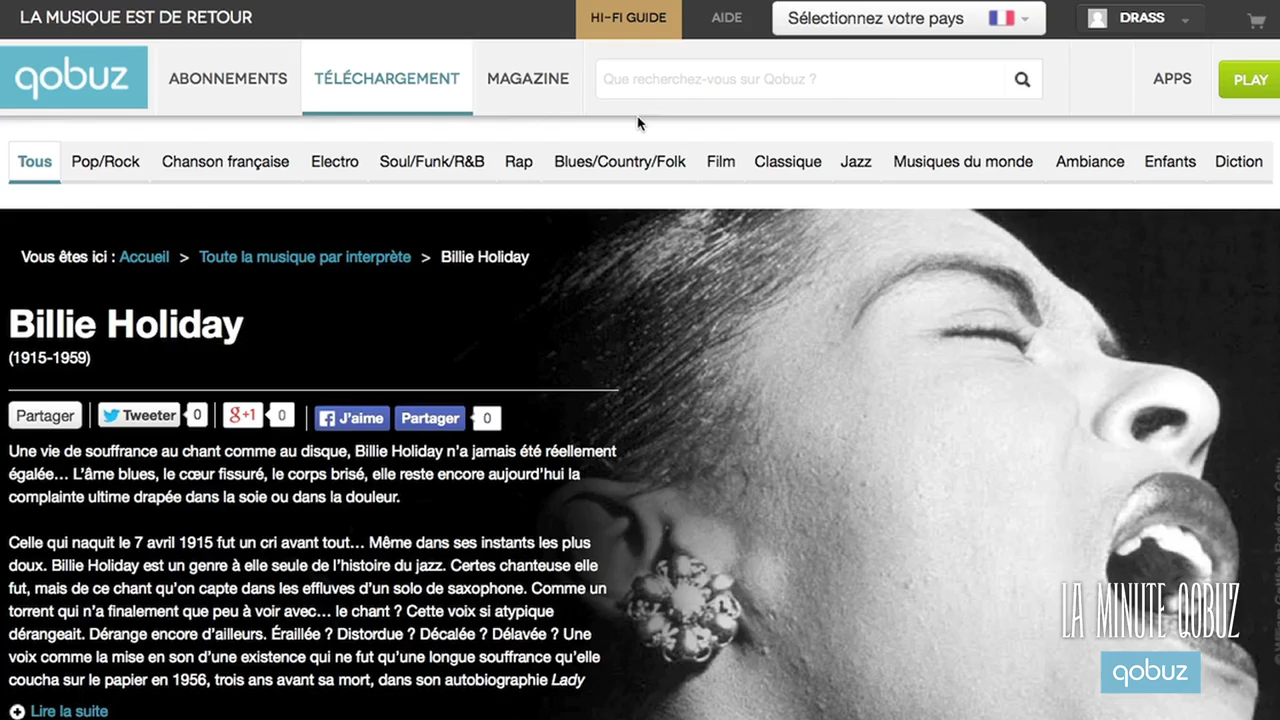 LA MUSIQUE EST DE RETOUR
HI-FI GUIDE
AIDE
Sélectionnez votre pays
DRASS
qobuz
ABONNEMENTS
TÉLÉCHARGEMENT
MAGAZINE
Que recherchez-vous sur Qobuz ?
APPS
PLAY
Tous Pop/Rock Chanson française Electro Soul/Funk/R&B Rap Blues/Country/Folk Film Classique Jazz Musiques du monde Ambiance Enfants Diction
Vous êtes ici : Accueil > Toute la musique par interprète > Billie Holiday
Billie Holiday
(1915-1959)
Partager Tweeter 0 g+1 0 J'aime Partager 0
Une vie de souffrance au chant comme au disque, Billie Holiday n'a jamais été réellement
égalée… L'âme blues, le cœur fissuré, le corps brisé, elle reste encore aujourd'hui la
complainte ultime drapée dans la soie ou dans la douleur.
Celle qui naquit le 7 avril 1915 fut un cri avant tout… Même dans ses instants les plus
doux. Billie Holiday est un genre à elle seule de l'histoire du jazz. Certes chanteuse elle
fut, mais de ce chant qu'on capte dans les effluves d'un solo de saxophone. Comme un
torrent qui n'a finalement que peu à voir avec… le chant ? Cette voix si atypique
dérangeait. Dérange encore d'ailleurs. Éraillée ? Distordue ? Décalée ? Délavée ? Une
voix comme la mise en son d'une existence qui ne fut qu'une longue souffrance qu'elle
coucha sur le papier en 1956, trois ans avant sa mort, dans son autobiographie Lady
Lire la suite
LA MINUTE QOBUZ
qobuz